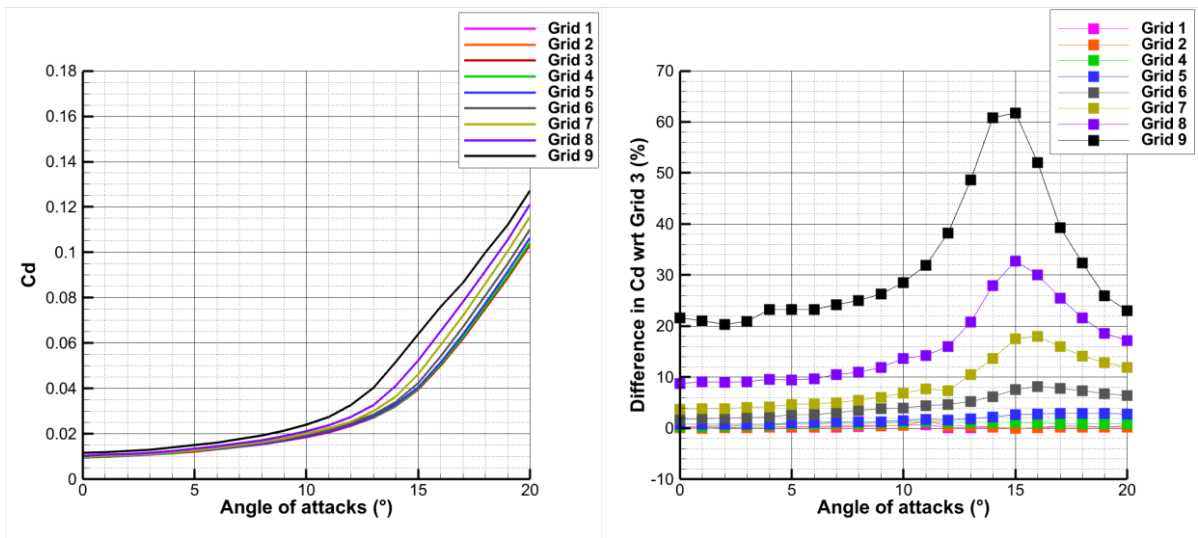 Grid 1
Grid 2
Grid 3
Grid 4
Grid 5
Grid 6
Grid 7
Grid 8
Grid 9
0.18
0.16
0.14
0.12
0.1
0.08
0.06
0.04
0.02
0
Cd
0 5 10 15 20
Angle of attacks (°)
Grid 1
Grid 2
Grid 4
Grid 5
Grid 6
Grid 7
Grid 8
Grid 9
70
60
50
40
30
20
10
0
-10
Difference in Cd wrt Grid 3 (%)
0 5 10 15 20
Angle of attacks (°)